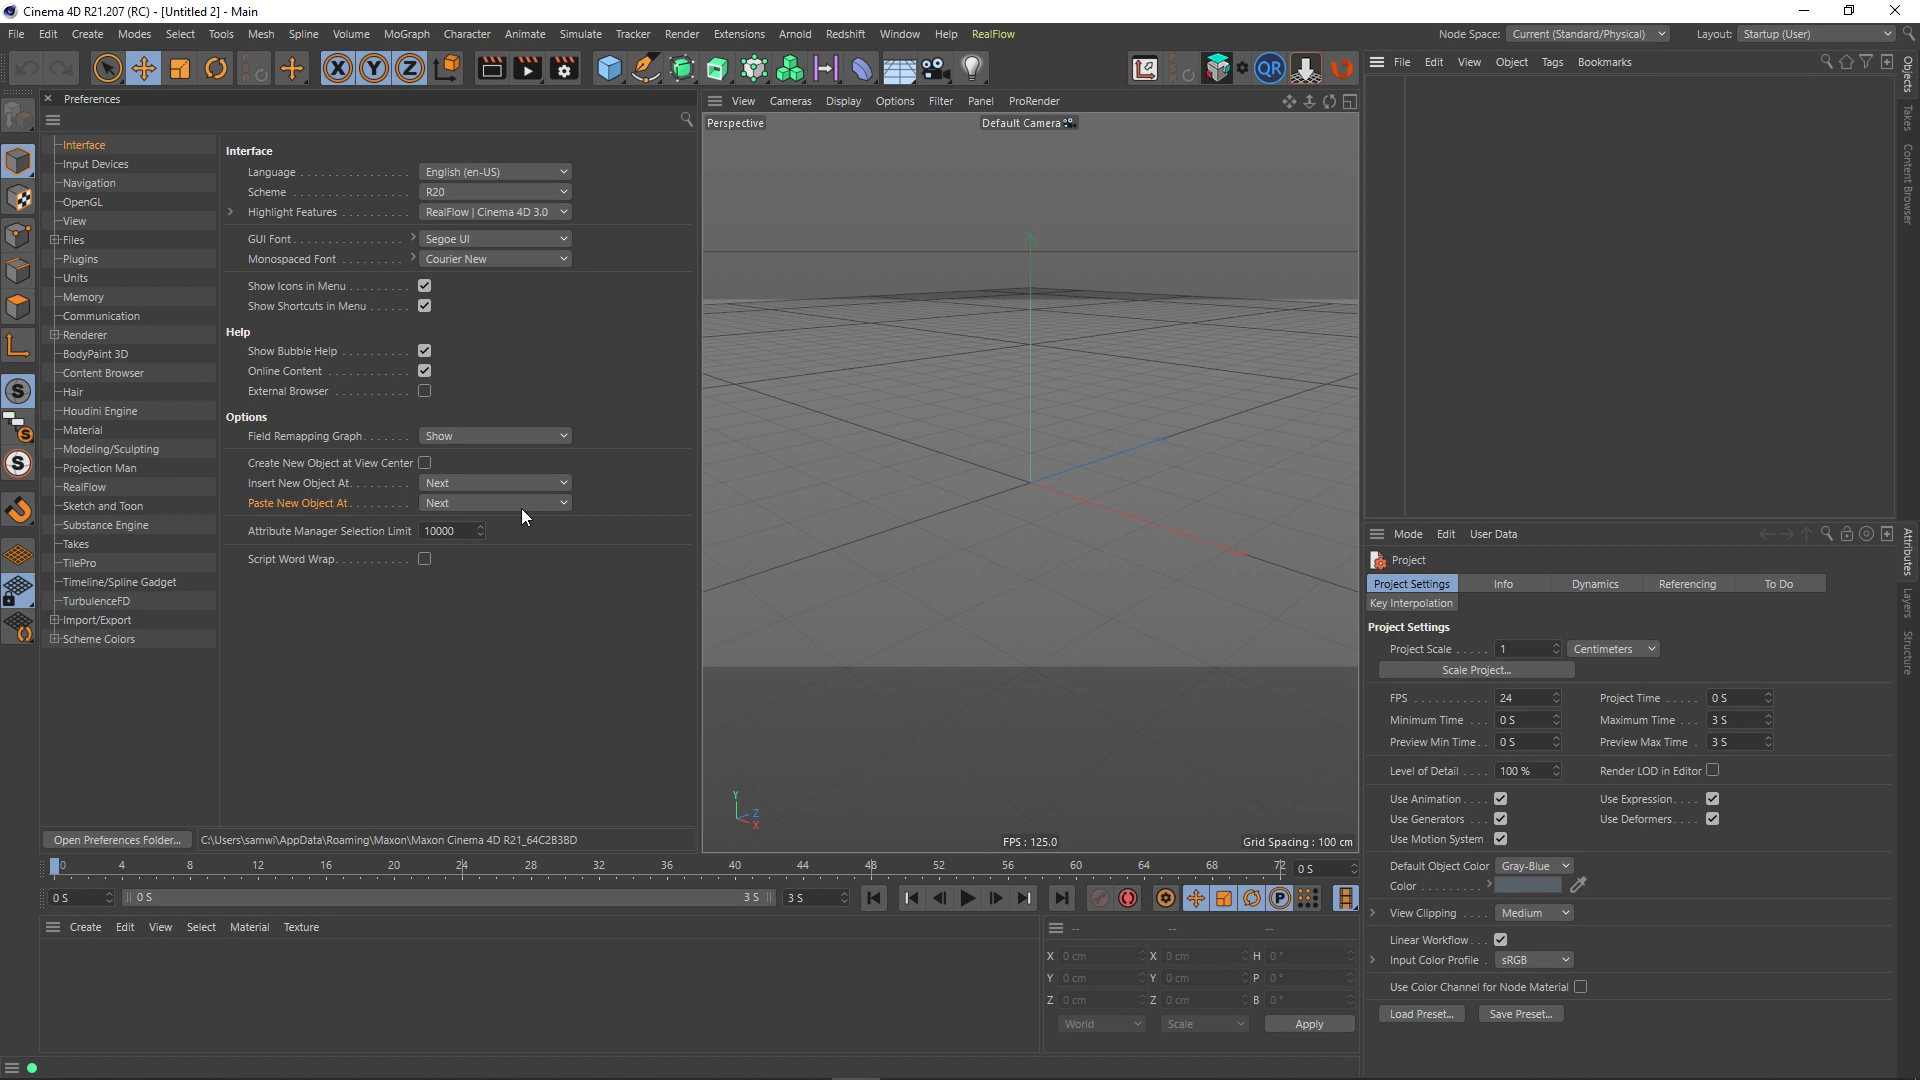 Cinema 4D R21.207 (RC) - [Untitled 2] - Main
File Edit Create Modes Select Tools Mesh Spline Volume MoGraph Character Animate Simulate Tracker Render Extensions Arnold Redshift Window Help RealFlow Node Space: Current (Standard/Physical) Layout: Startup (User)
X Y Z PSR PSR QR
Preferences
Interface
Input Devices
Navigation
OpenGL
View
Files
Plugins
Units
Memory
Communication
Renderer
BodyPaint 3D
Content Browser
Hair
Houdini Engine
Material
Modeling/Sculpting
Projection Man
RealFlow
Sketch and Toon
Substance Engine
Takes
TilePro
Timeline/Spline Gadget
TurbulenceFD
Import/Export
Scheme Colors
Interface
Language . . . . . . . . . . . . . . . . English (en-US)
Scheme . . . . . . . . . . . . . . . . . R20
Highlight Features . . . . . . . . . . RealFlow | Cinema 4D 3.0
GUI Font . . . . . . . . . . . . . . . . Segoe UI
Monospaced Font . . . . . . . . . Courier New
Show Icons in Menu . . . . . . . . .
Show Shortcuts in Menu . . . . . .
Help
Show Bubble Help . . . . . . . . . .
Online Content . . . . . . . . . . . .
External Browser . . . . . . . . . . .
Options
Field Remapping Graph . . . . . . . Show
Create New Object at View Center
Insert New Object At . . . . . . . . . Next
Paste New Object At . . . . . . . . . Next
Attribute Manager Selection Limit 10000
Script Word Wrap . . . . . . . . . . .
Open Preferences Folder... C:\Users\samwi\AppData\Roaming\Maxon\Maxon Cinema 4D R21_64C2B3BD
View Cameras Display Options Filter Panel ProRender
Perspective Default Camera
Y
Z
X
FPS : 125.0 Grid Spacing : 100 cm
0 4 8 12 16 20 24 28 32 36 40 44 48 52 56 60 64 68 72 0 S
0 S 0 S 3 S 3 S P
Create Edit View Select Material Texture
-- -- --
X 0 cm X 0 cm H 0 °
Y 0 cm Y 0 cm P 0 °
Z 0 cm Z 0 cm B 0 °
World Scale Apply
File Edit View Object Tags Bookmarks
Objects
Takes
Content Browser
Mode Edit User Data
Attributes
Layers
Structure
Project
Project Settings Info Dynamics Referencing To Do
Key Interpolation
Project Settings
Project Scale . . . . . 1 Centimeters
Scale Project...
FPS . . . . . . . . . . . 24 Project Time . . . . . 0 S
Minimum Time . . . 0 S Maximum Time . . . 3 S
Preview Min Time . . 0 S Preview Max Time . 3 S
Level of Detail . . . . 100 % Render LOD in Editor
Use Animation . . . . Use Expression . . . .
Use Generators . . . Use Deformers . . . .
Use Motion System
Default Object Color Gray-Blue
Color . . . . . . . . .
View Clipping . . . . Medium
Linear Workflow . . .
Input Color Profile . sRGB
Use Color Channel for Node Material
Load Preset... Save Preset...